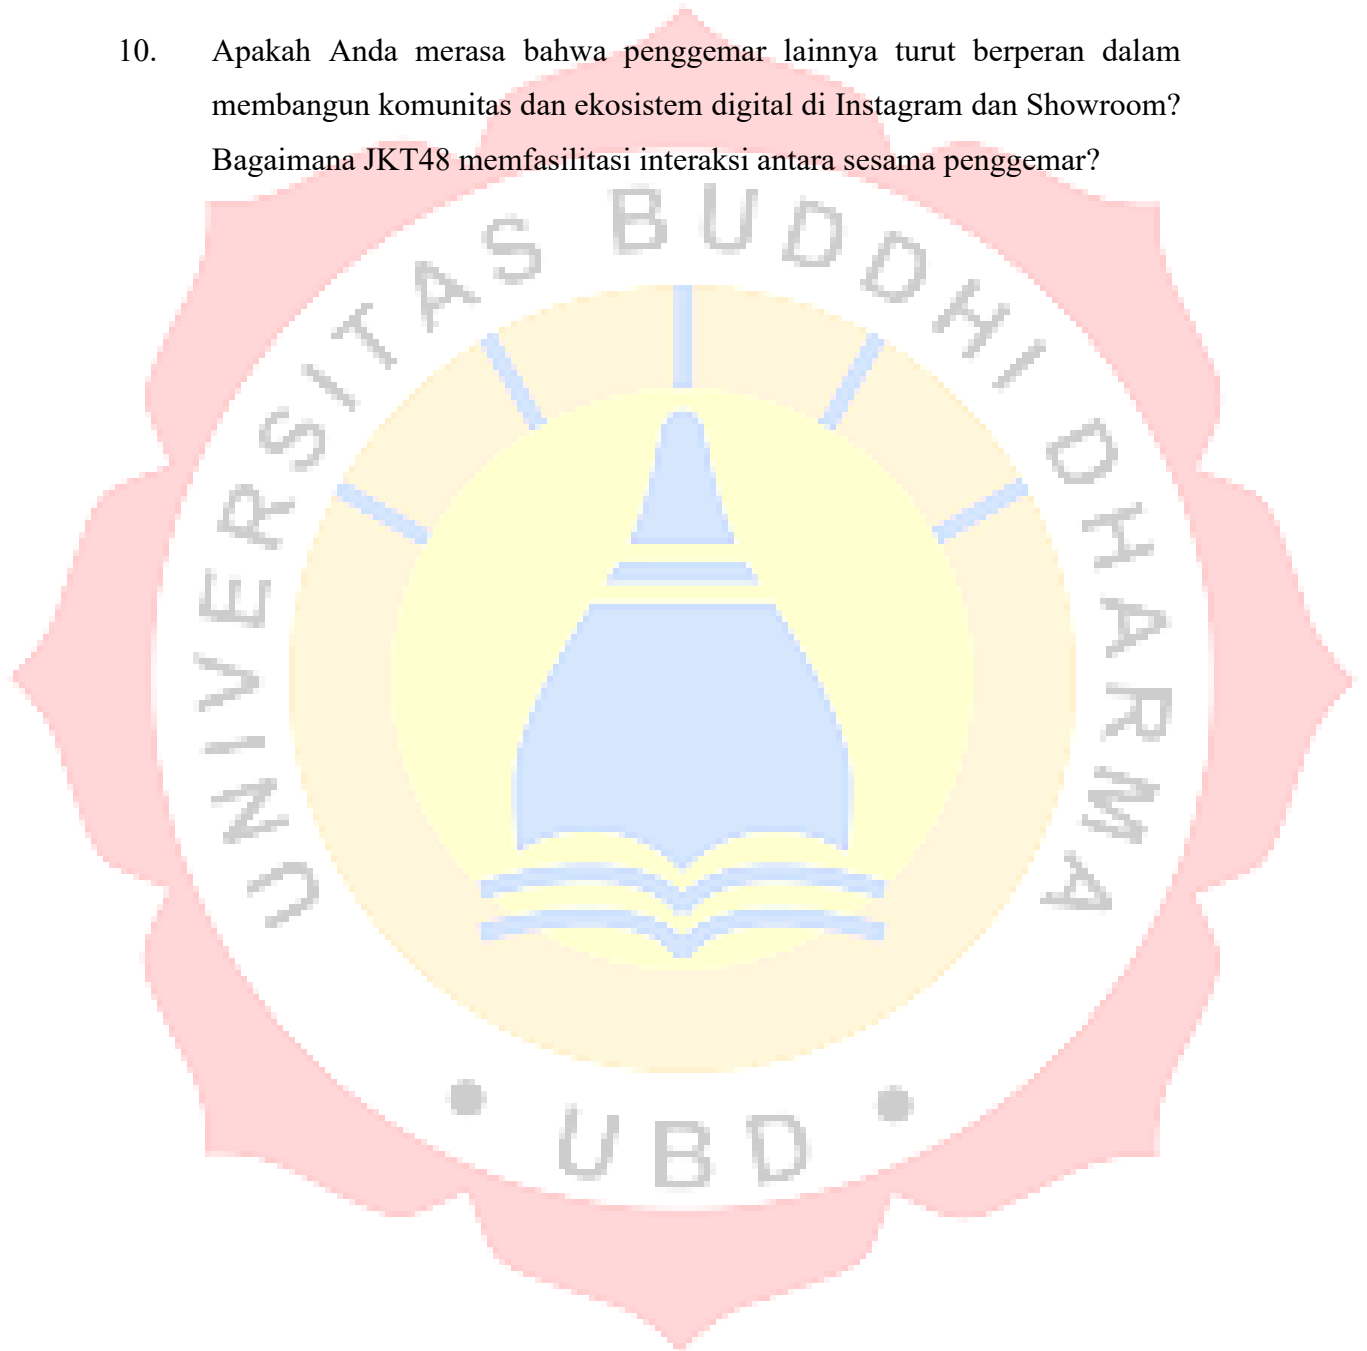 10. Apakah Anda merasa bahwa penggemar lainnya turut berperan dalam
membangun komunitas dan ekosistem digital di Instagram dan Showroom?
Bagaimana JKT48 memfasilitasi interaksi antara sesama penggemar?
UNIVERSITAS BUDDHI DHARMA
• UBD •